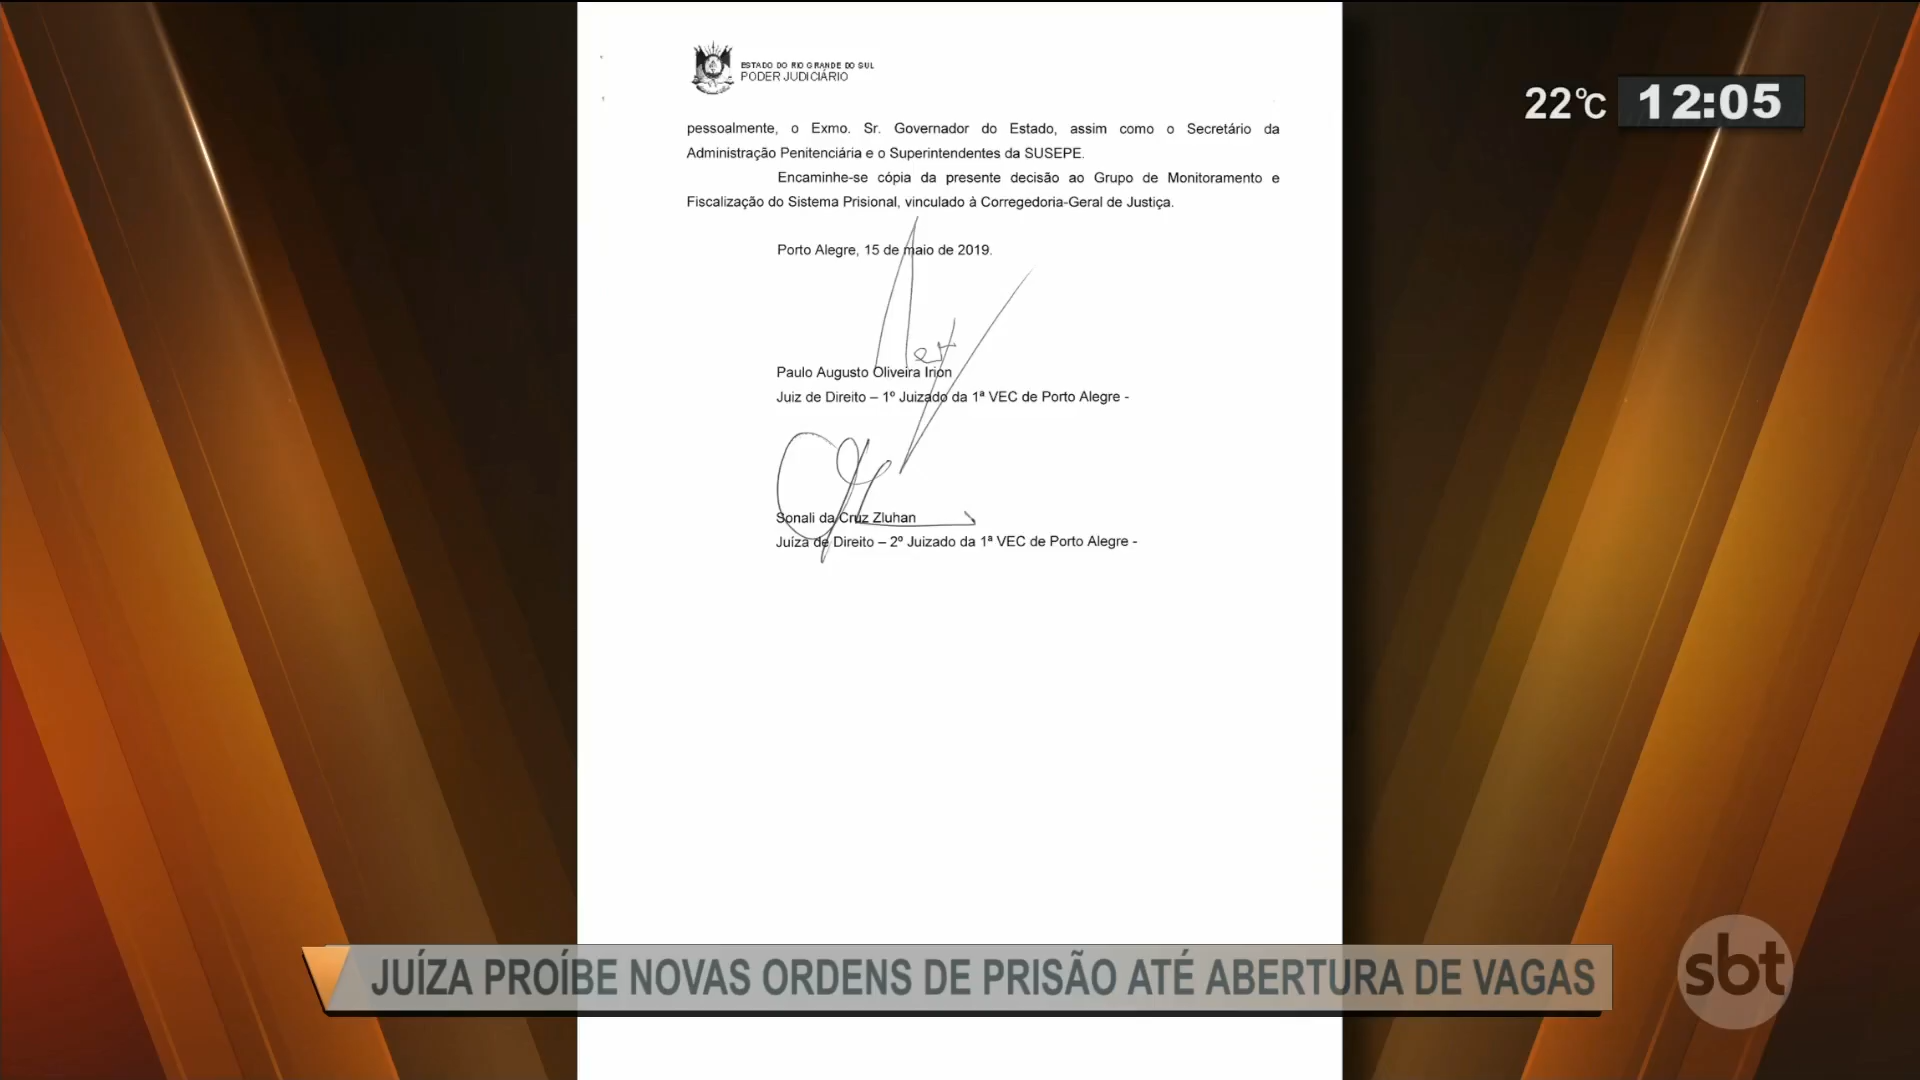 ESTADO DO RIO GRANDE DO SUL
PODER JUDICIÁRIO
22°C 12:05
pessoalmente, o Exmo. Sr. Governador do Estado, assim como o Secretário da
Administração Penitenciária e o Superintendentes da SUSEPE.
Encaminhe-se cópia da presente decisão ao Grupo de Monitoramento e
Fiscalização do Sistema Prisional, vinculado à Corregedoria-Geral de Justiça.
Porto Alegre, 15 de maio de 2019.
Paulo Augusto Oliveira Irion
Juiz de Direito – 1º Juizado da 1ª VEC de Porto Alegre -
Sonali da Cruz Zluhan
Juíza de Direito – 2º Juizado da 1ª VEC de Porto Alegre -
JUÍZA PROÍBE NOVAS ORDENS DE PRISÃO ATÉ ABERTURA DE VAGAS
sbt